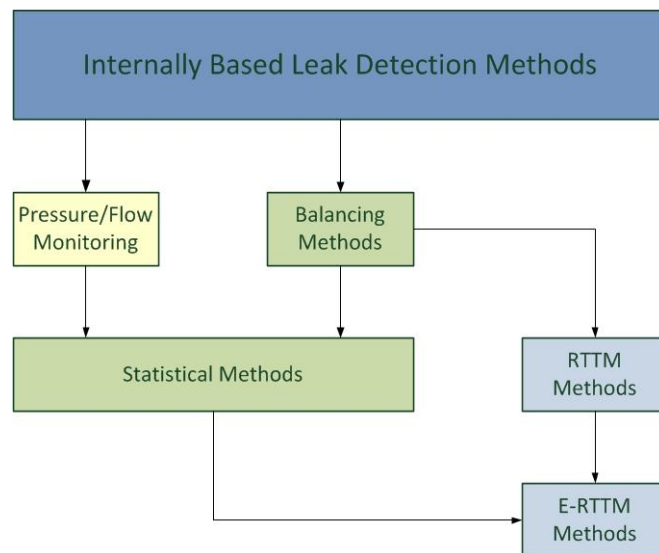 Internally Based Leak Detection Methods
Pressure/Flow
Monitoring
Balancing
Methods
Statistical Methods
RTTM
Methods
E-RTTM
Methods